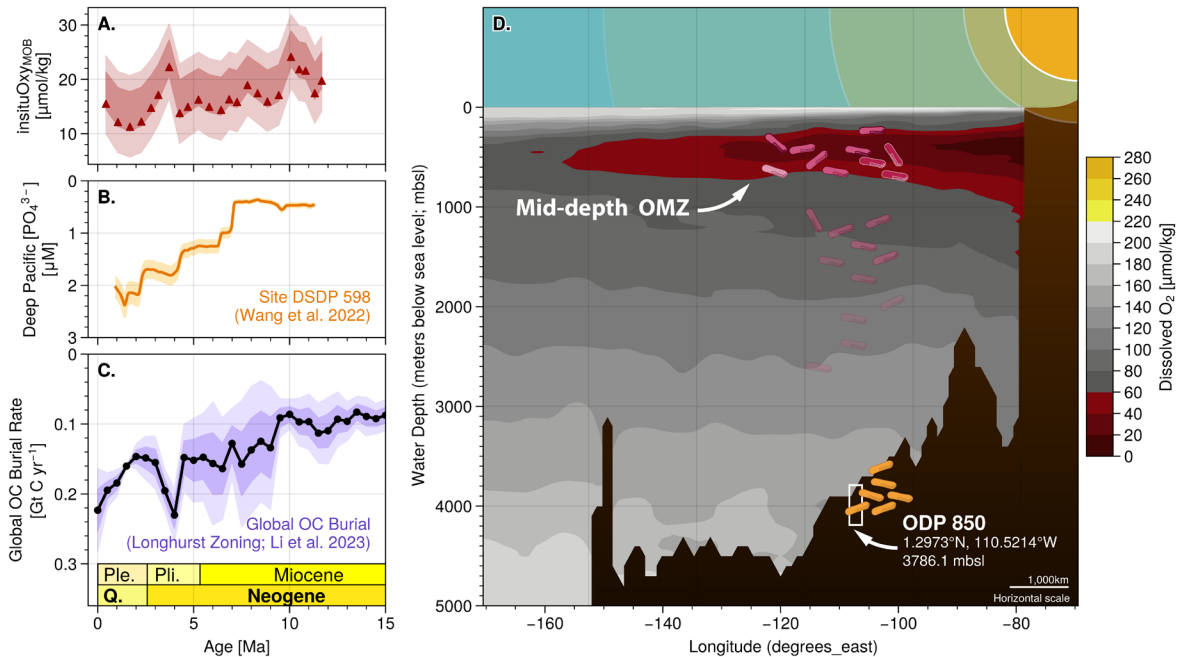 A.
30
20
10
insituOxy_MOB
[µmol/kg]
B.
0
1
2
3
Deep Pacific [PO₄³⁻]
[µM]
Site DSDP 598
(Wang et al. 2022)
C.
0
0.1
0.2
0.3
Global OC Burial Rate
[Gt C yr⁻¹]
Global OC Burial
(Longhurst Zoning; Li et al. 2023)
Ple. Pli. Miocene
Q. Neogene
0 5 10 15
Age [Ma]
D.
0
1000
2000
3000
4000
5000
Water Depth (meters below sea level; mbsl)
Mid-depth OMZ
ODP 850
1.2973°N, 110.5214°W
3786.1 mbsl
1,000km
Horizontal scale
−160 −140 −120 −100 −80
Longitude (degrees_east)
280
260
240
220
200
180
160
140
120
100
80
60
40
20
0
Dissolved O₂ [µmol/kg]